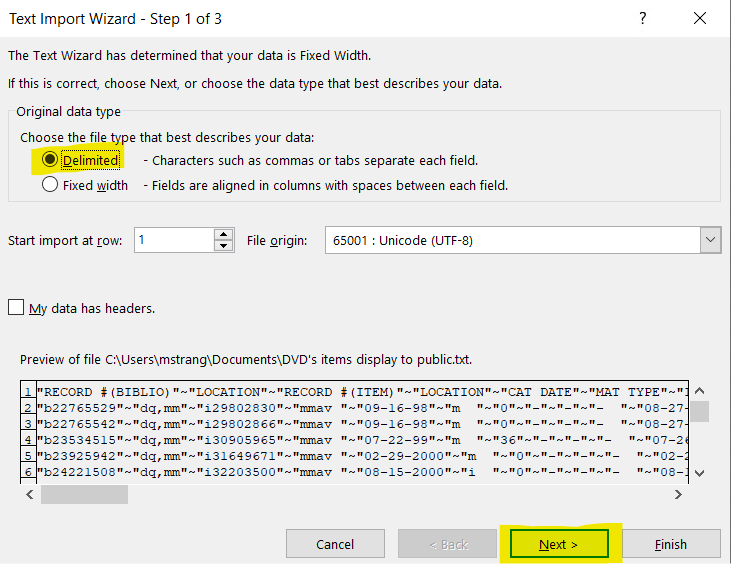 Text Import Wizard - Step 1 of 3 ? ×
The Text Wizard has determined that your data is Fixed Width.
If this is correct, choose Next, or choose the data type that best describes your data.
Original data type
Choose the file type that best describes your data:
Delimited - Characters such as commas or tabs separate each field.
Fixed width - Fields are aligned in columns with spaces between each field.
Start import at row: 1 File origin: 65001 : Unicode (UTF-8)
My data has headers.
Preview of file C:\Users\mstrang\Documents\DVD's items display to public.txt.
1 "RECORD #(BIBLIO)"~"LOCATION"~"RECORD #(ITEM)"~"LOCATION"~"CAT DATE"~"MAT TYPE"~"
2 "b22765529"~"dq,mm"~"i29802830"~"mmav "~"09-16-98"~"m "~"0"~"-"~"-"~"- "~"08-27-
3 "b22765542"~"dq,mm"~"i29802866"~"mmav "~"09-16-98"~"m "~"0"~"-"~"-"~"- "~"08-27-
4 "b23534515"~"dq,mm"~"i30905965"~"mmav "~"07-22-99"~"m "~"36"~"-"~"-"~"- "~"07-26
5 "b23925942"~"dq,mm"~"i31649671"~"mmav "~"02-29-2000"~"m "~"0"~"-"~"-"~"- "~"02-2
6 "b24221508"~"dq,mm"~"i32203500"~"mmav "~"08-15-2000"~"i "~"0"~"-"~"-"~"- "~"08-1
Cancel < Back Next > Finish